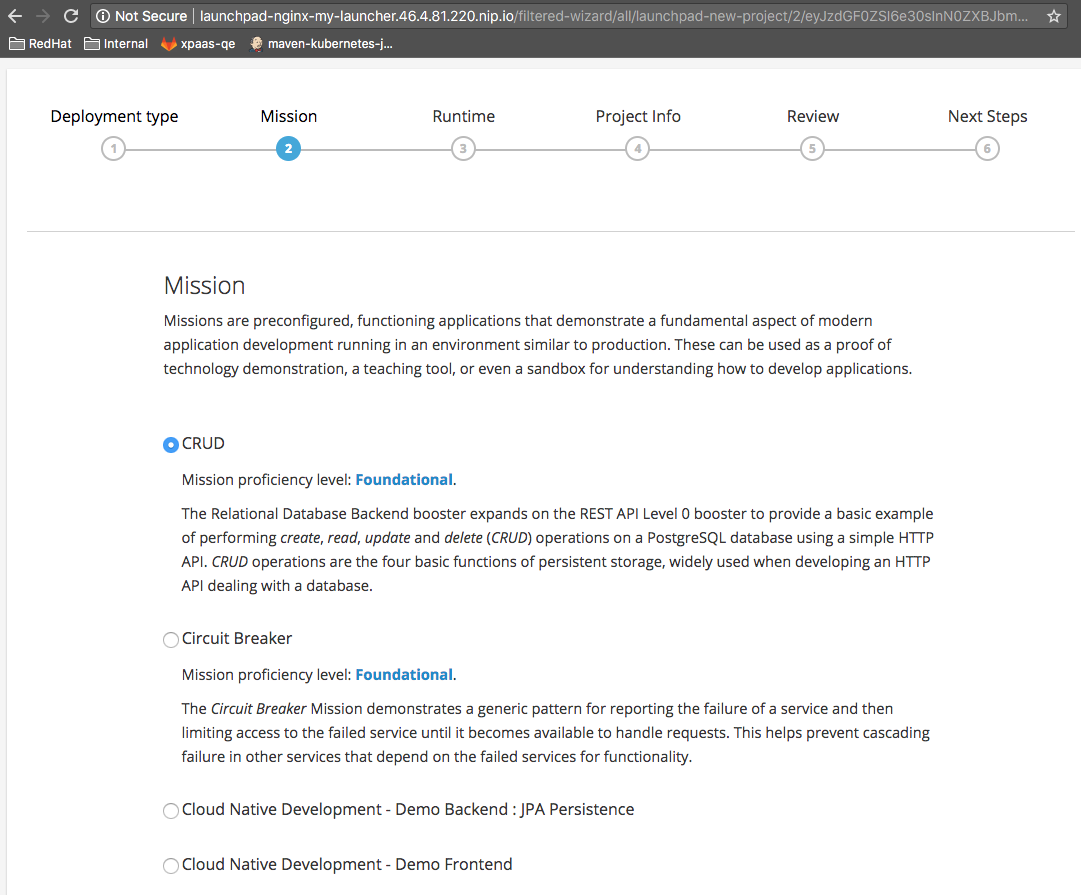 Not Secure launchpad-nginx-my-launcher.46.4.81.220.nip.io/filtered-wizard/all/launchpad-new-project/2/eyJzdGF0ZSI6e30sInN0ZXBJbm...
RedHat Internal xpaas-qe maven-kubernetes-j...
Deployment type Mission Runtime Project Info Review Next Steps
1 2 3 4 5 6
Mission
Missions are preconfigured, functioning applications that demonstrate a fundamental aspect of modern
application development running in an environment similar to production. These can be used as a proof of
technology demonstration, a teaching tool, or even a sandbox for understanding how to develop applications.
CRUD
Mission proficiency level: Foundational.
The Relational Database Backend booster expands on the REST API Level 0 booster to provide a basic example
of performing create, read, update and delete (CRUD) operations on a PostgreSQL database using a simple HTTP
API. CRUD operations are the four basic functions of persistent storage, widely used when developing an HTTP
API dealing with a database.
Circuit Breaker
Mission proficiency level: Foundational.
The Circuit Breaker Mission demonstrates a generic pattern for reporting the failure of a service and then
limiting access to the failed service until it becomes available to handle requests. This helps prevent cascading
failure in other services that depend on the failed services for functionality.
Cloud Native Development - Demo Backend : JPA Persistence
Cloud Native Development - Demo Frontend